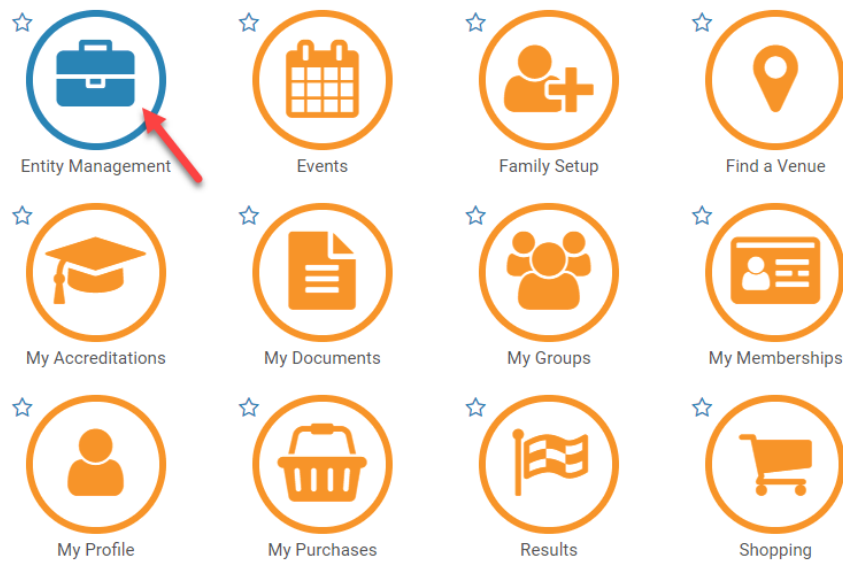 Entity Management
Events
Family Setup
Find a Venue
My Accreditations
My Documents
My Groups
My Memberships
My Profile
My Purchases
Results
Shopping